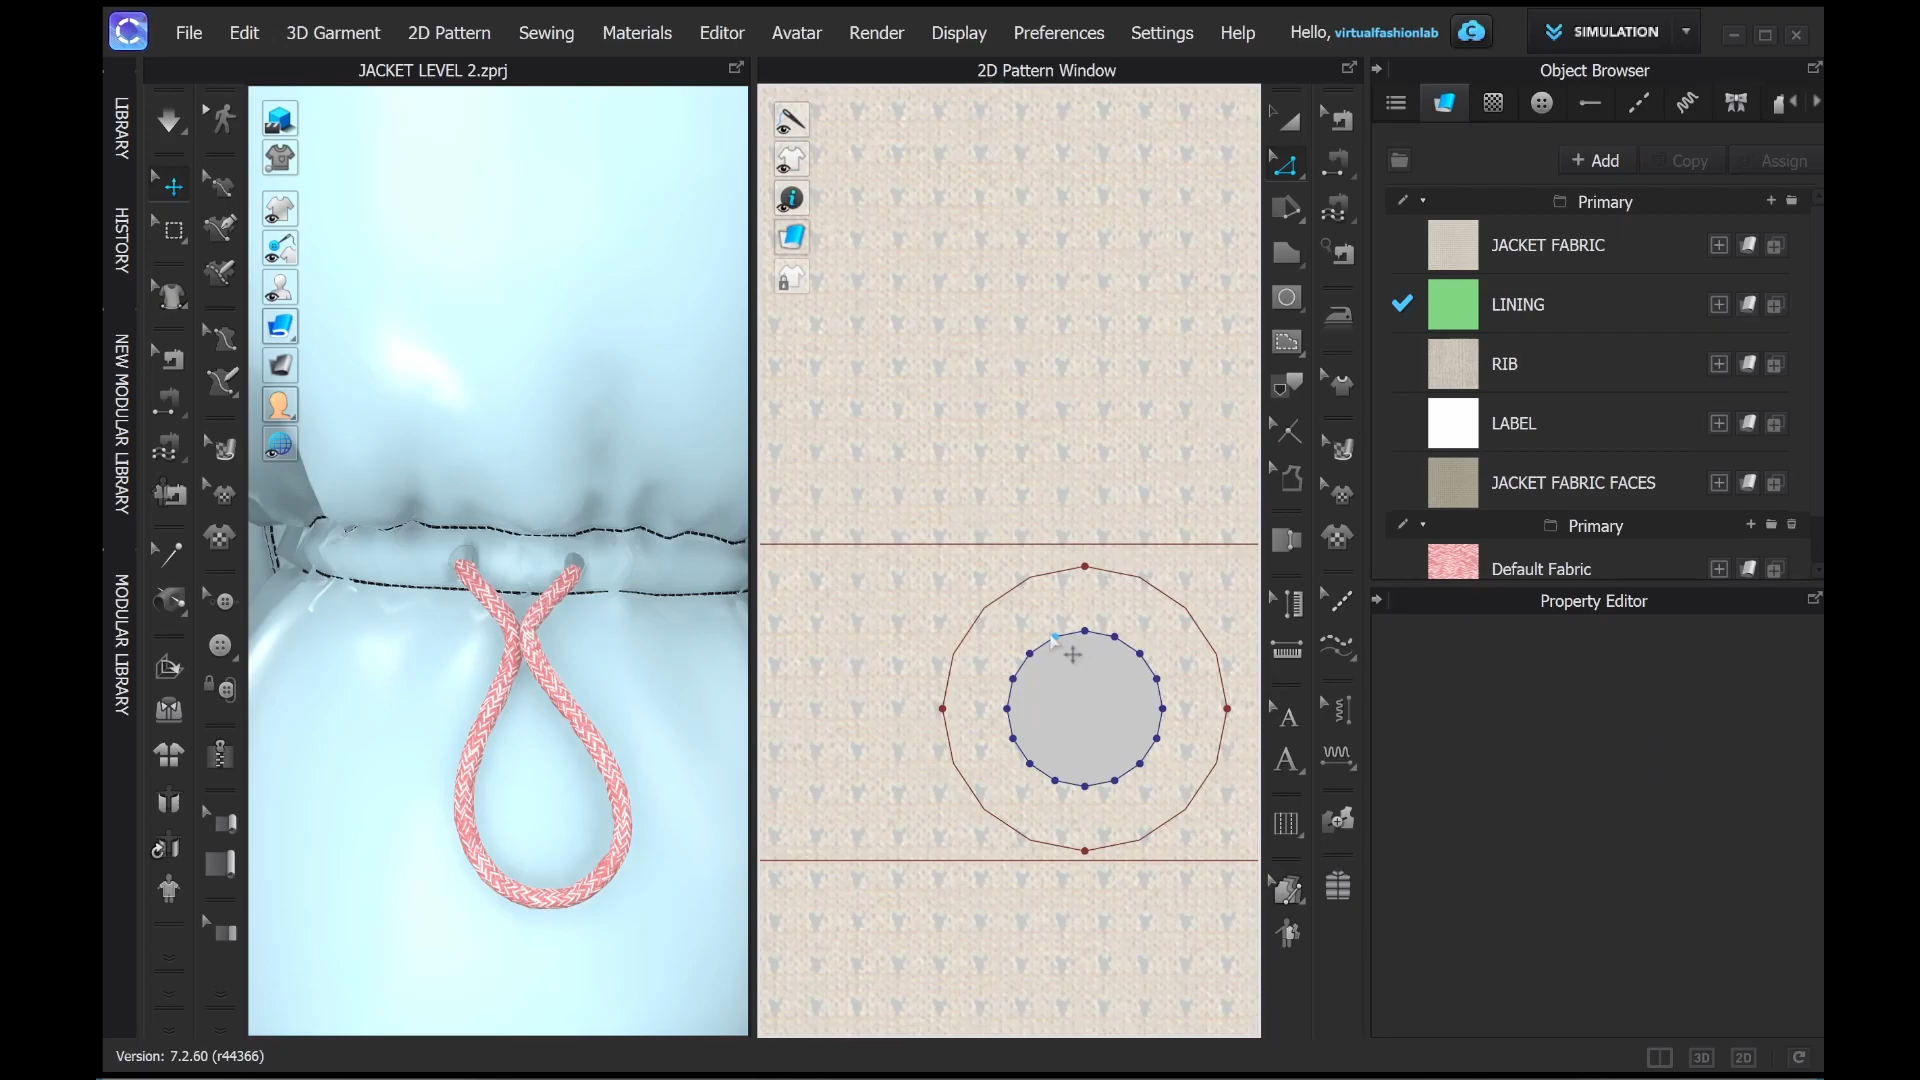 File Edit 3D Garment 2D Pattern Sewing Materials Editor Avatar Render Display Preferences Settings Help Hello, virtualfashionlab SIMULATION
JACKET LEVEL 2.zprj
2D Pattern Window
Object Browser
LIBRARY
HISTORY
NEW MODULAR LIBRARY
MODULAR LIBRARY
+ Add Copy Assign
Primary
JACKET FABRIC
LINING
RIB
LABEL
JACKET FABRIC FACES
Primary
Default Fabric
Property Editor
A
A
Version: 7.2.60 (r44366)
3D 2D